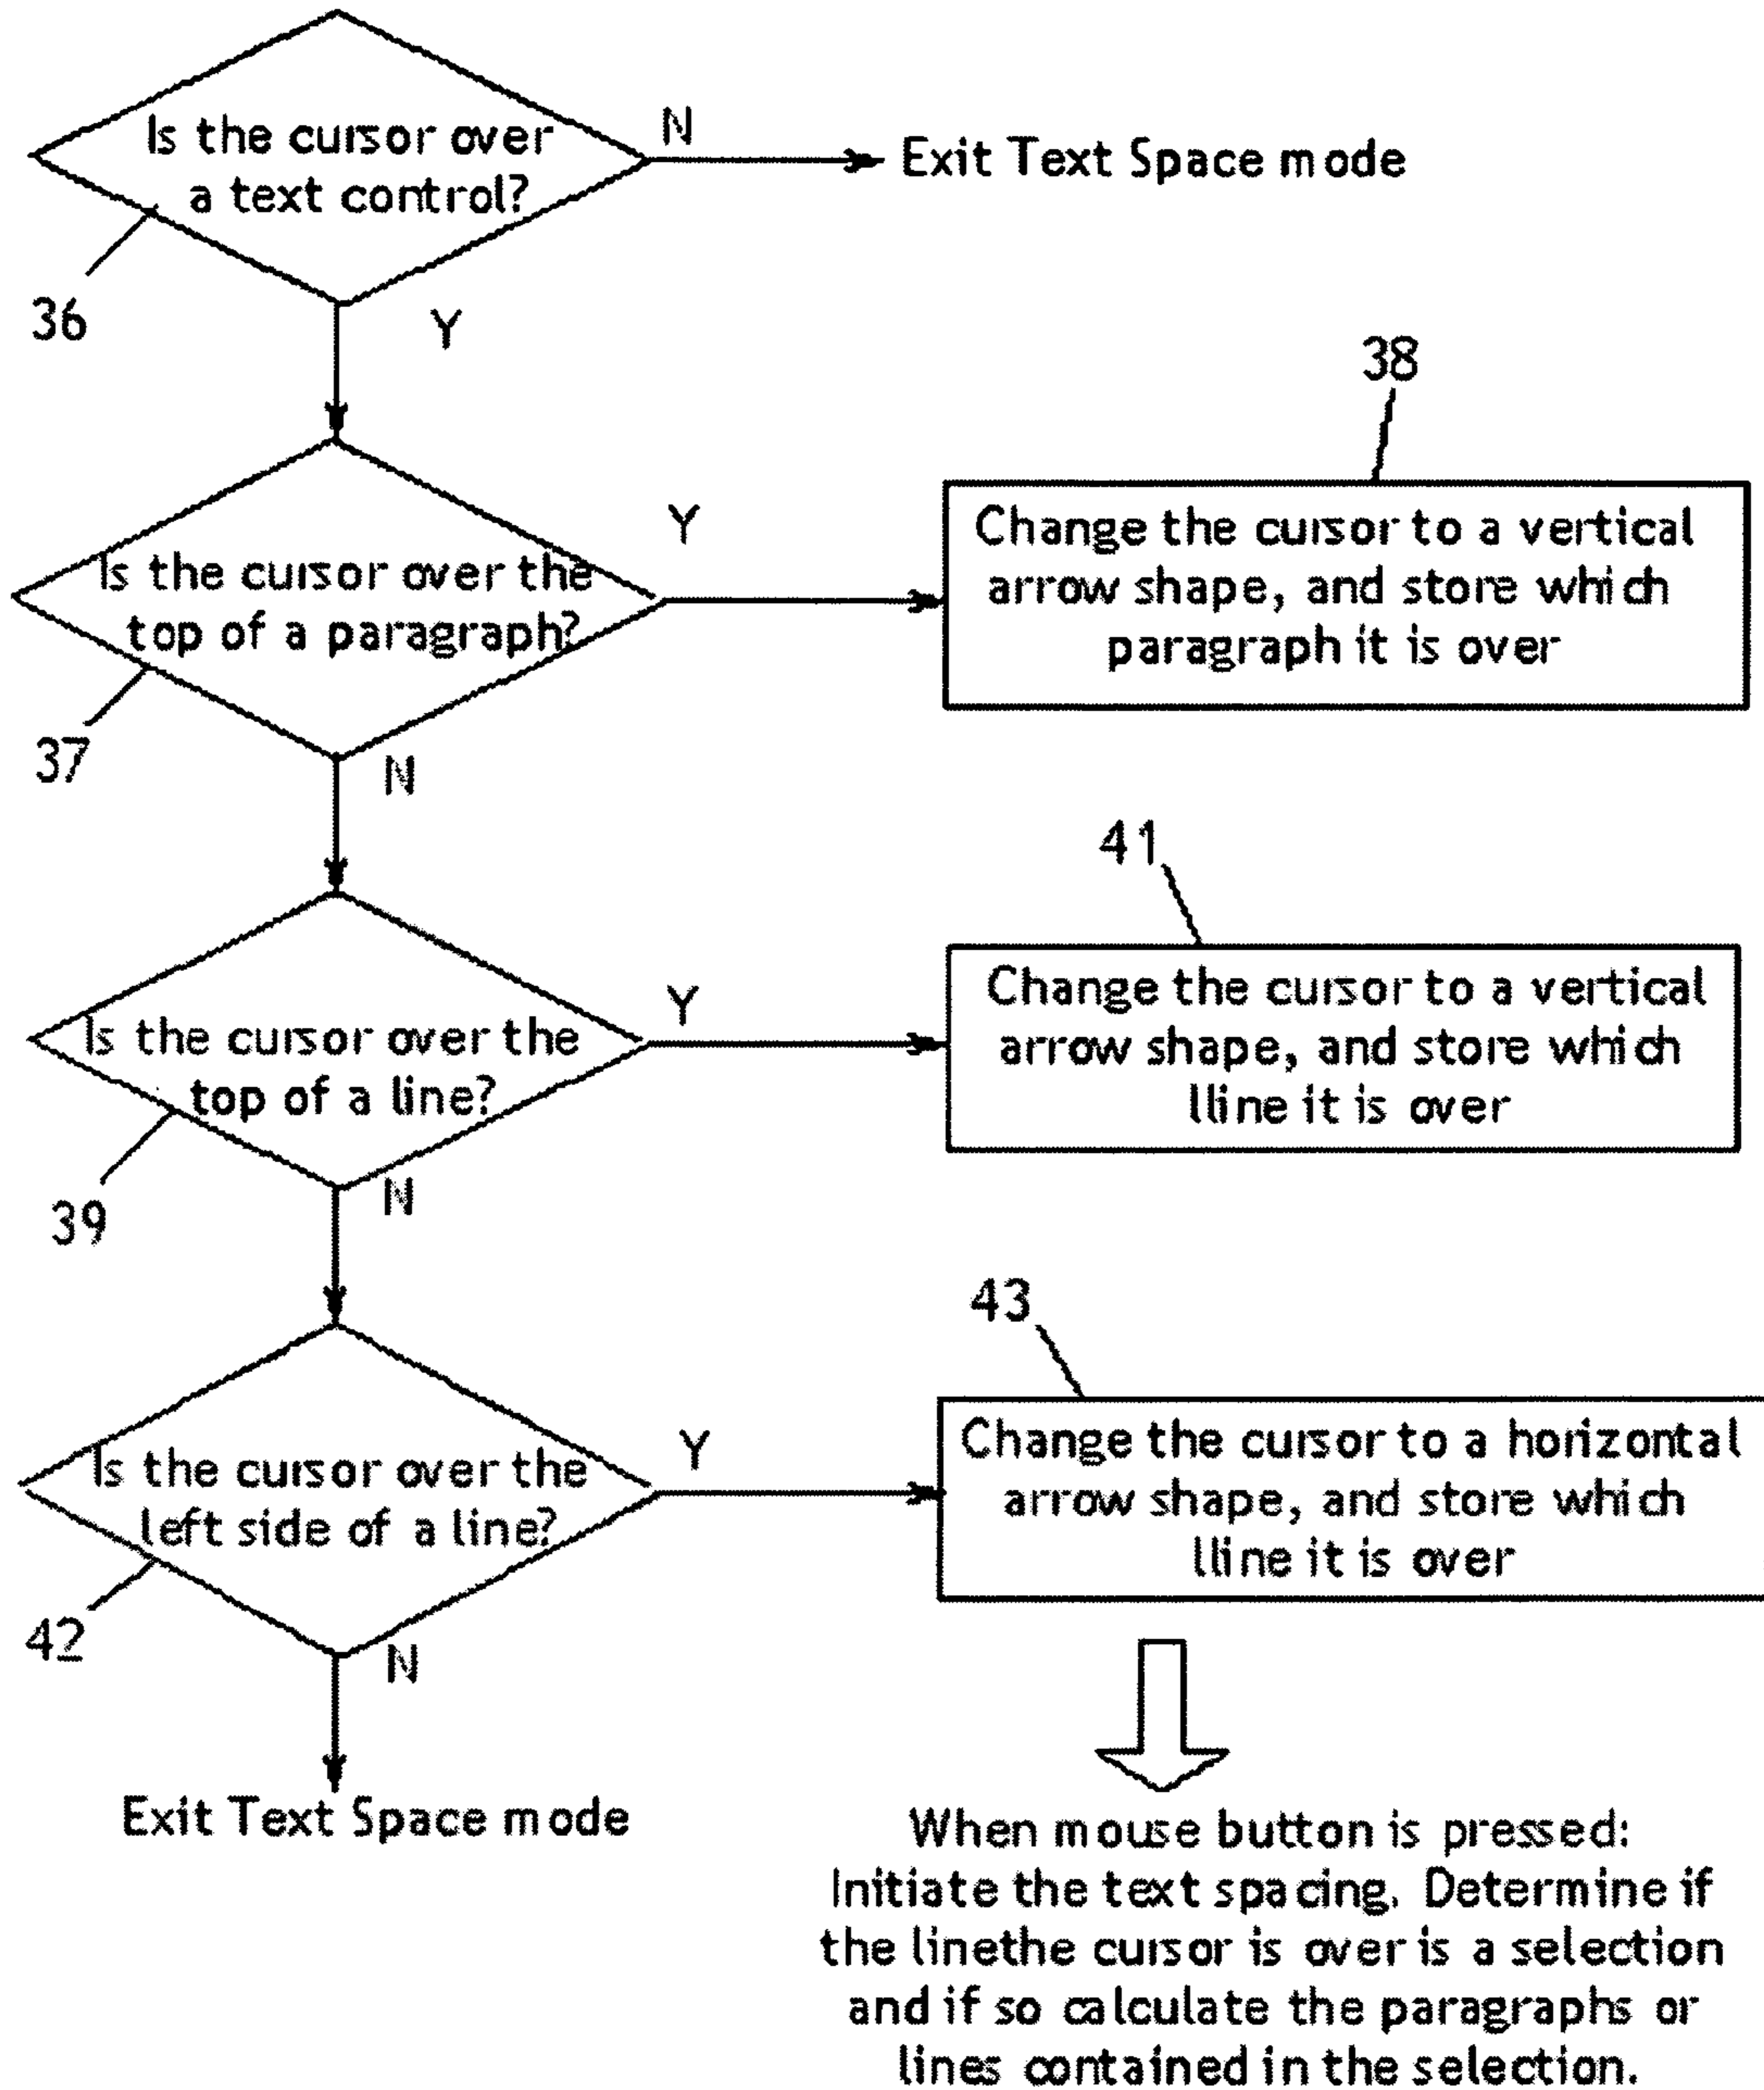 Is the cursor over
a text control?
N
Exit Text Space mode
36
Y
38
Is the cursor over the
top of a paragraph?
Y
Change the cursor to a vertical
arrow shape, and store which
paragraph it is over
37
N
41
Is the cursor over the
top of a line?
Y
Change the cursor to a vertical
arrow shape, and store which
lline it is over
39
N
43
Is the cursor over the
left side of a line?
Y
Change the cursor to a horizontal
arrow shape, and store which
lline it is over
42
N
Exit Text Space mode
When mouse button is pressed:
Initiate the text spacing. Determine if
the linethe cursor is over is a selection
and if so calculate the paragraphs or
lines contained in the selection.